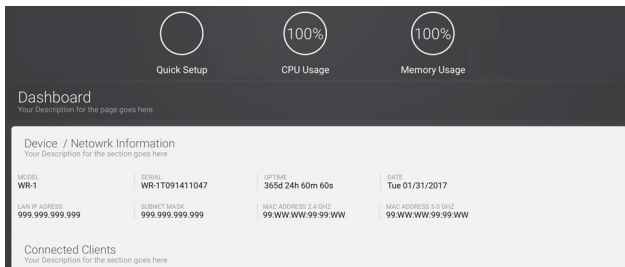 100%
100%
Quick Setup
CPU Usage
Memory Usage
Dashboard
Your Description for the page goes here
Device / Netowrk Information
Your Description for the section goes here
MODEL
WR-1
SERIAL
WR-1T091411047
UPTIME
365d 24h 60m 60s
DATE
Tue 01/31/2017
LAN IP ADRESS
999.999.999.999
SUBNET MASK
999.999.999.999
MAC ADDRESS 2.4 GHZ
99:WW:WW:99:99:WW
MAC ADDRESS 5.0 GHZ
99:WW:WW:99:99:WW
Connected Clients
Your Description for the section goes here